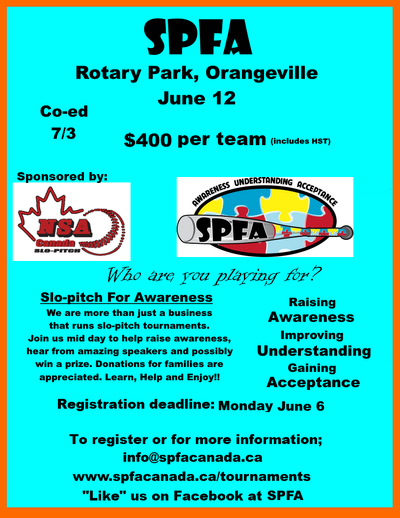 SPFA
Rotary Park, Orangeville
June 12
Co-ed
7/3
$400 per team (includes HST)
Sponsored by:
NSA
Canada
SLO-PITCH
AWARENESS UNDERSTANDING ACCEPTANCE
SPFA
Who are you playing for?
Slo-pitch For Awareness
We are more than just a business
that runs slo-pitch tournaments.
Join us mid day to help raise awareness,
hear from amazing speakers and possibly
win a prize. Donations for families are
appreciated. Learn, Help and Enjoy!!
Raising
Awareness
Improving
Understanding
Gaining
Acceptance
Registration deadline: Monday June 6
To register or for more information;
info@spfacanada.ca
www.spfacanada.ca/tournaments
"Like" us on Facebook at SPFA